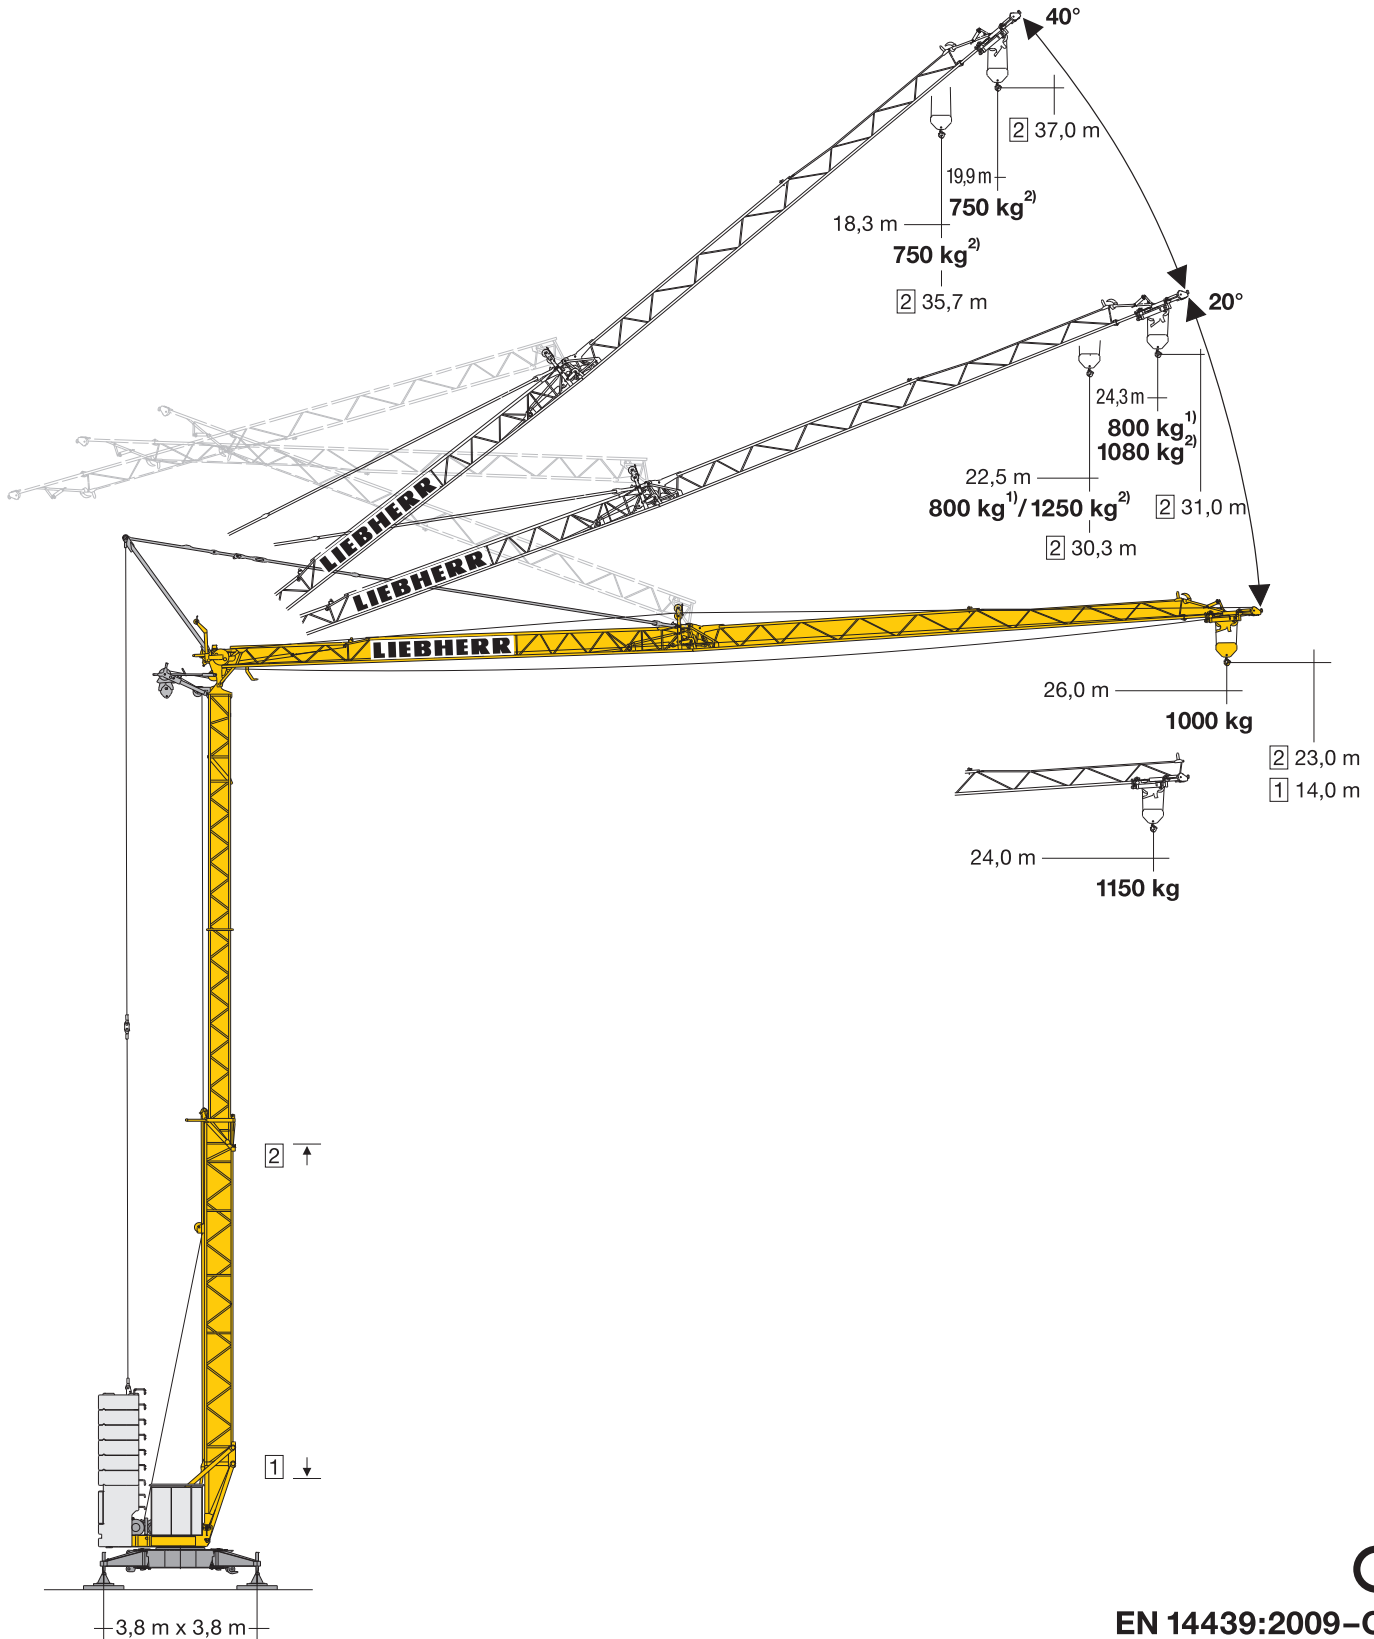 40°
2 37,0 m
19,9 m
750 kg2)
18,3 m
750 kg2)
2 35,7 m
20°
24,3 m
800 kg1)
1080 kg2)
22,5 m
800 kg1)/1250 kg2)
2 31,0 m
2 30,3 m
LIEBHERR
LIEBHERR
LIEBHERR
26,0 m
1000 kg
2 23,0 m
1 14,0 m
24,0 m
1150 kg
2
1
3,8 m x 3,8 m
EN 14439:2009–